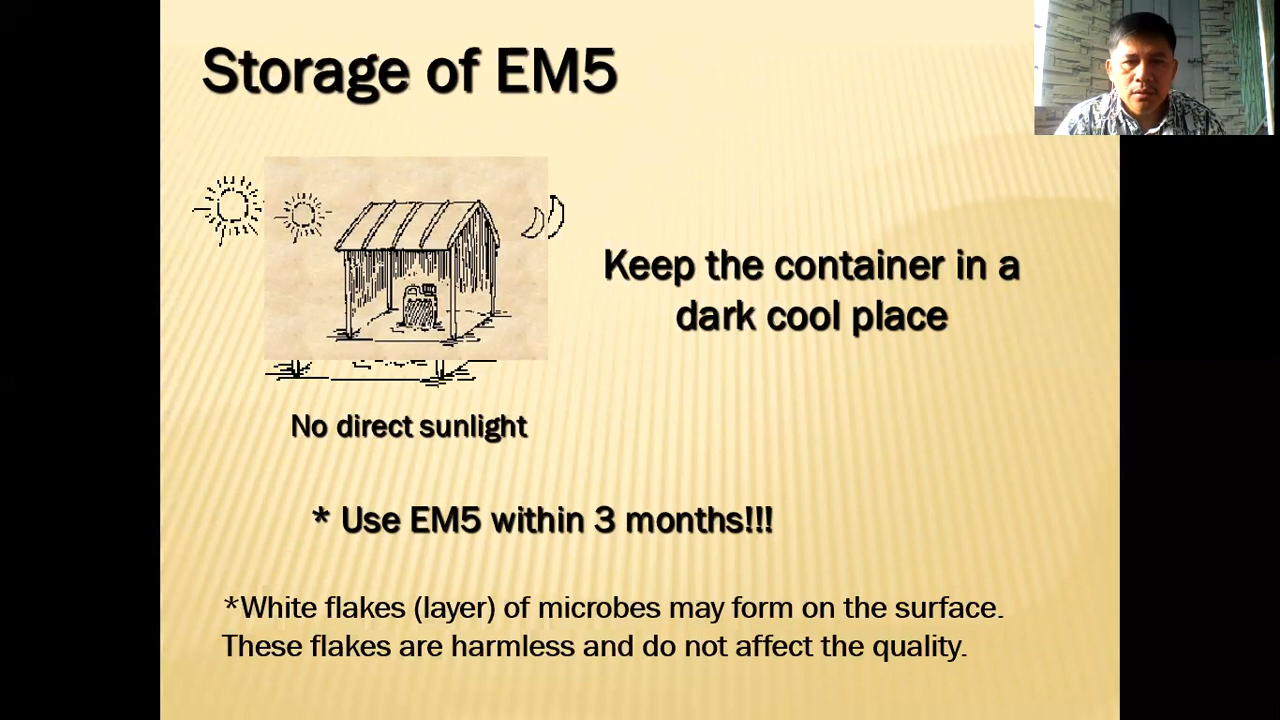 Storage of EM5
Keep the container in a
dark cool place
No direct sunlight
* Use EM5 within 3 months!!!
*White flakes (layer) of microbes may form on the surface.
These flakes are harmless and do not affect the quality.